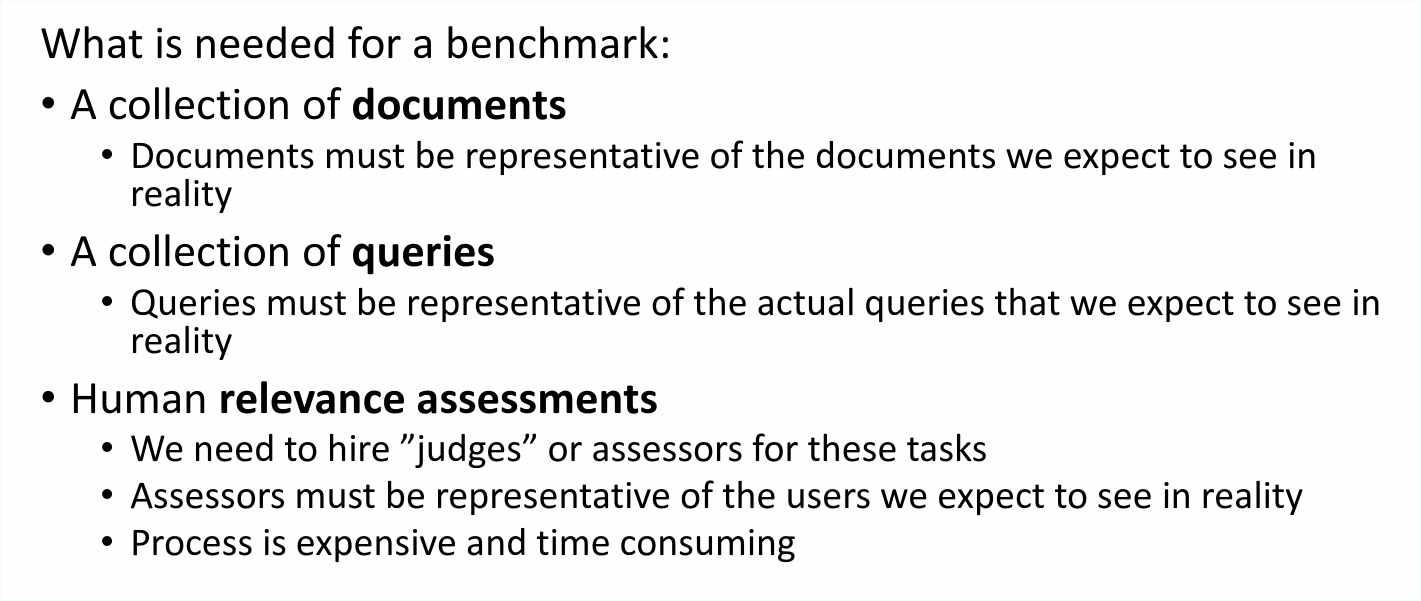 What is needed for a benchmark:
• A collection of documents
• Documents must be representative of the documents we expect to see in
reality
• A collection of queries
• Queries must be representative of the actual queries that we expect to see in
reality
• Human relevance assessments
• We need to hire ”judges” or assessors for these tasks
• Assessors must be representative of the users we expect to see in reality
• Process is expensive and time consuming